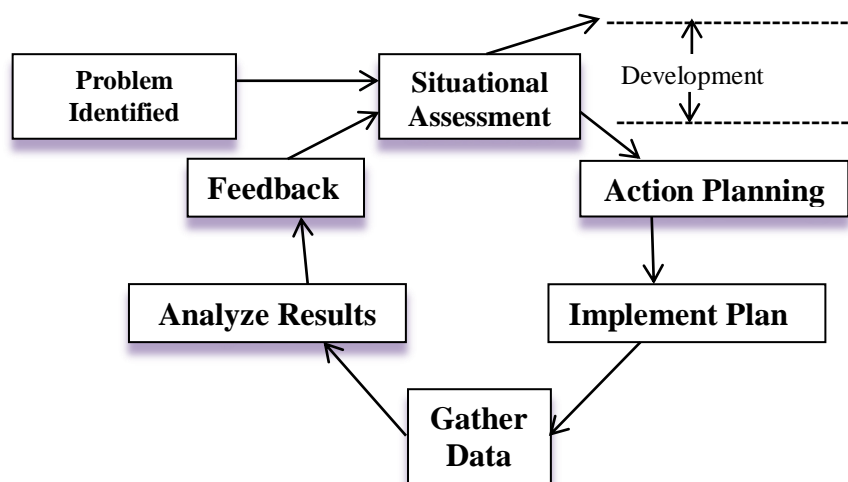 Problem
Identified
Situational
Assessment
Development
Feedback
Action Planning
Analyze Results
Implement Plan
Gather
Data